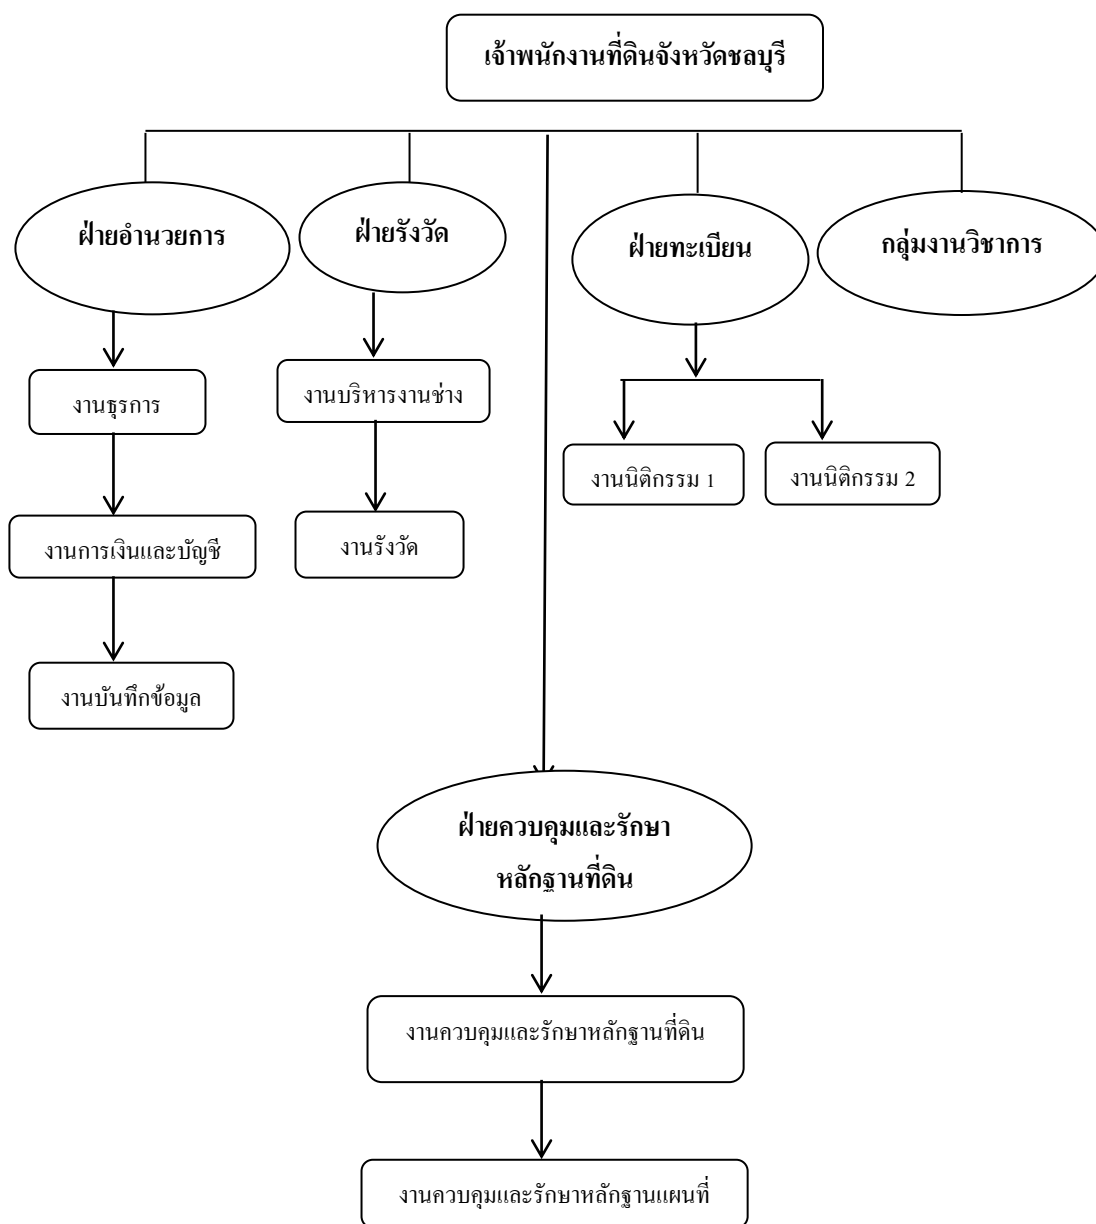 เจ้าพนักงานที่ดินจังหวัดชลบุรี
ฝ่ายอำนวยการ
ฝ่ายรังวัด
ฝ่ายทะเบียน
กลุ่มงานวิชาการ
งานธุรการ
งานบริหารงานช่าง
งานนิติกรรม 1
งานนิติกรรม 2
งานการเงินและบัญชี
งานรังวัด
งานบันทึกข้อมูล
ฝ่ายควบคุมและรักษา
หลักฐานที่ดิน
งานควบคุมและรักษาหลักฐานที่ดิน
งานควบคุมและรักษาหลักฐานแผนที่